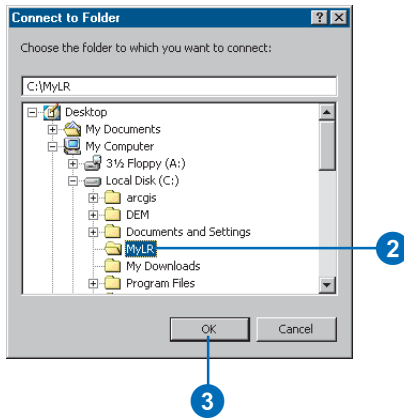 Connect to Folder
Choose the folder to which you want to connect:
C:\MyLR
Desktop
My Documents
My Computer
3½ Floppy (A:)
Local Disk (C:)
arcgis
DEM
Documents and Settings
MyLR
2
My Downloads
Program Files
OK
Cancel
3